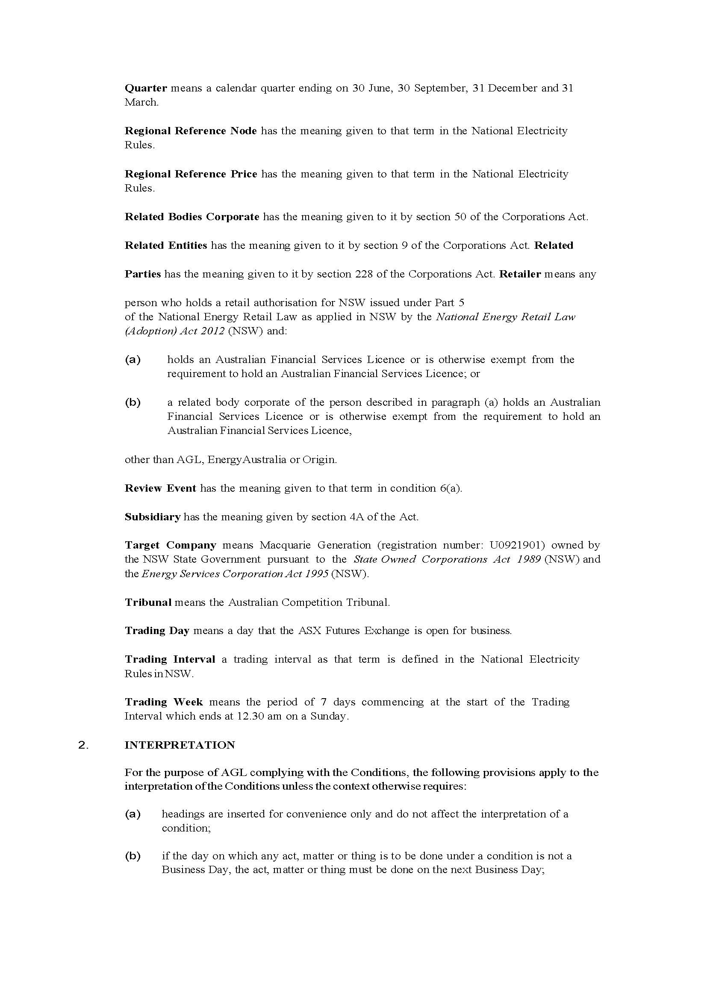 Quarter means a calendar quarter ending on 30 June, 30 September, 31 December and 31
March.
Regional Reference Node has the meaning given to that term in the National Electricity
Rules.
Regional Reference Price has the meaning given to that term in the National Electricity
Rules.
Related Bodies Corporate has the meaning given to it by section 50 of the Corporations Act.
Related Entities has the meaning given to it by section 9 of the Corporations Act. Related
Parties has the meaning given to it by section 228 of the Corporations Act. Retailer means any
person who holds a retail authorisation for NSW issued under Part 5
of the National Energy Retail Law as applied in NSW by the National Energy Retail Law
(Adoption) Act 2012 (NSW) and:
(a) holds an Australian Financial Services Licence or is otherwise exempt from the
requirement to hold an Australian Financial Services Licence; or
(b) a related body corporate of the person described in paragraph (a) holds an Australian
Financial Services Licence or is otherwise exempt from the requirement to hold an
Australian Financial Services Licence,
other than AGL, EnergyAustralia or Origin.
Review Event has the meaning given to that term in condition 6(a).
Subsidiary has the meaning given by section 4A of the Act.
Target Company means Macquarie Generation (registration number: U0921901) owned by
the NSW State Government pursuant to the State Owned Corporations Act 1989 (NSW) and
the Energy Services Corporation Act 1995 (NSW).
Tribunal means the Australian Competition Tribunal.
Trading Day means a day that the ASX Futures Exchange is open for business.
Trading Interval a trading interval as that term is defined in the National Electricity
Rules in NSW.
Trading Week means the period of 7 days commencing at the start of the Trading
Interval which ends at 12.30 am on a Sunday.
2. INTERPRETATION
For the purpose of AGL complying with the Conditions, the following provisions apply to the
interpretation of the Conditions unless the context otherwise requires:
(a) headings are inserted for convenience only and do not affect the interpretation of a
condition;
(b) if the day on which any act, matter or thing is to be done under a condition is not a
Business Day, the act, matter or thing must be done on the next Business Day;